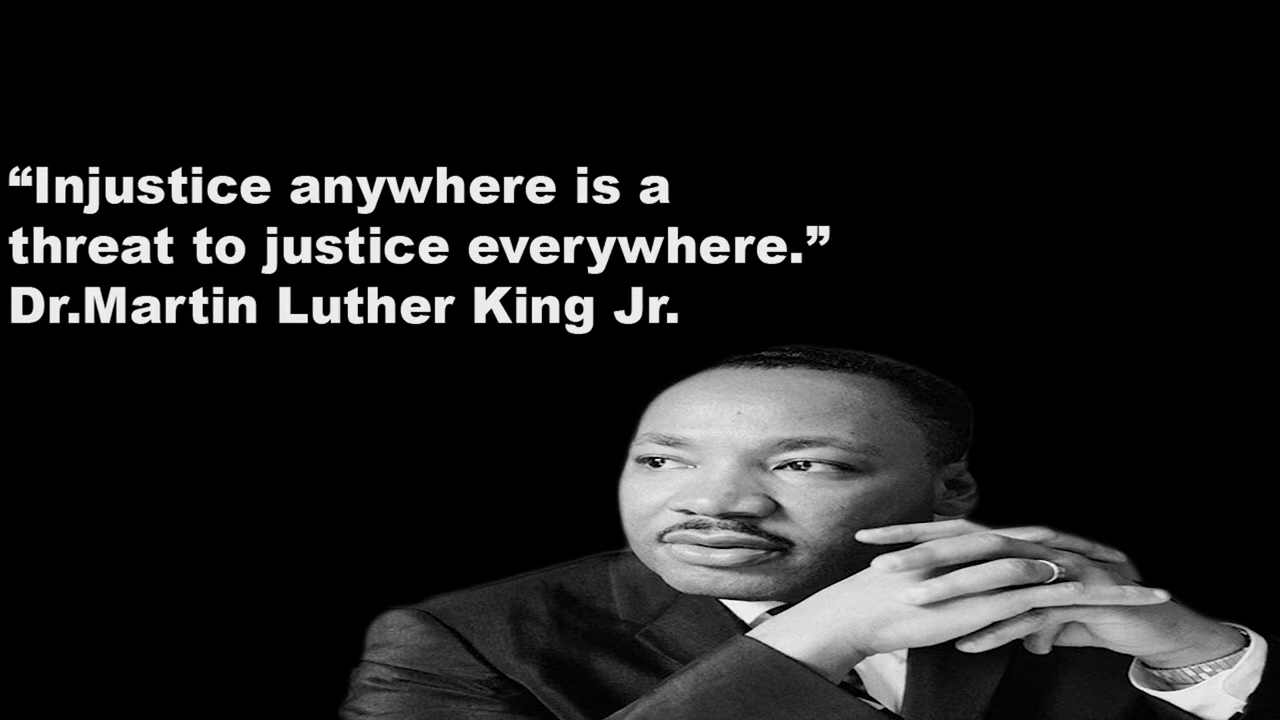 “Injustice anywhere is a
threat to justice everywhere.”
Dr.Martin Luther King Jr.